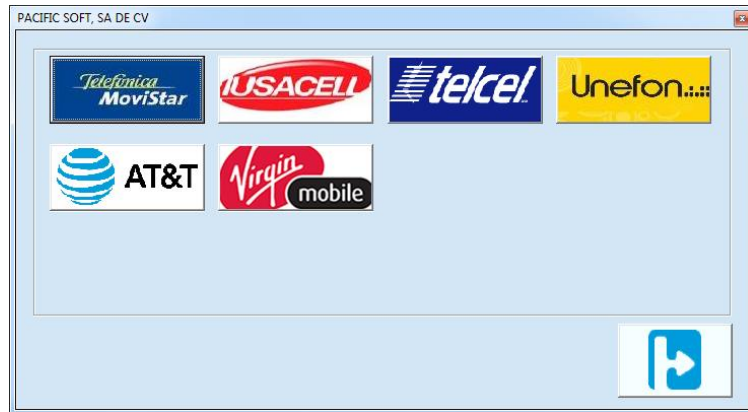 PACIFIC SOFT, SA DE CV
Telefónica
MoviStar
IUSACELL
telcel
Unefon
AT&T
Virgin
mobile